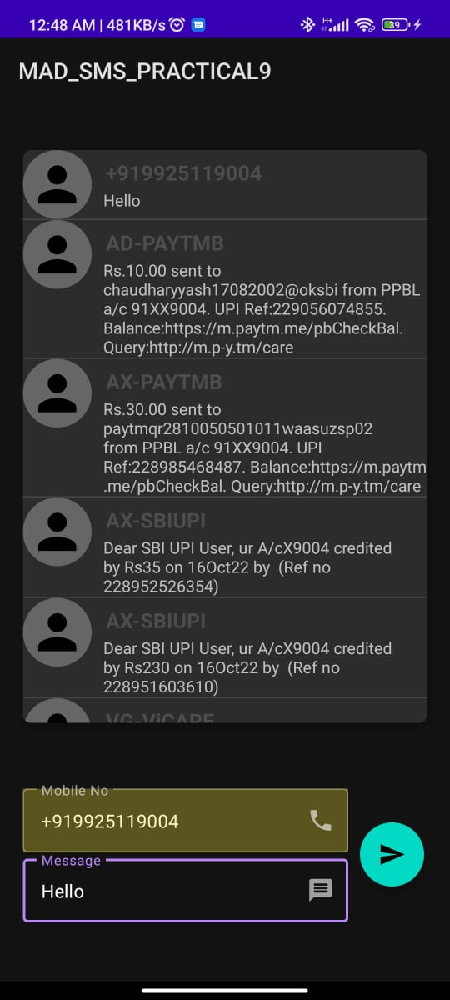 12:48 AM | 481KB/s
H+
39
MAD_SMS_PRACTICAL9
+919925119004
Hello
AD-PAYTMB
Rs.10.00 sent to
chaudharyyash17082002@oksbi from PPBL
a/c 91XX9004. UPI Ref:229056074855.
Balance:https://m.paytm.me/pbCheckBal.
Query:http://m.p-y.tm/care
AX-PAYTMB
Rs.30.00 sent to
paytmqr2810050501011waasuzsp02
from PPBL a/c 91XX9004. UPI
Ref:228985468487. Balance:https://m.paytm
.me/pbCheckBal. Query:http://m.p-y.tm/care
AX-SBIUPI
Dear SBI UPI User, ur A/cX9004 credited
by Rs35 on 16Oct22 by  (Ref no
228952526354)
AX-SBIUPI
Dear SBI UPI User, ur A/cX9004 credited
by Rs230 on 16Oct22 by  (Ref no
228951603610)
VG-ViCARE
Mobile No
+919925119004
Message
Hello